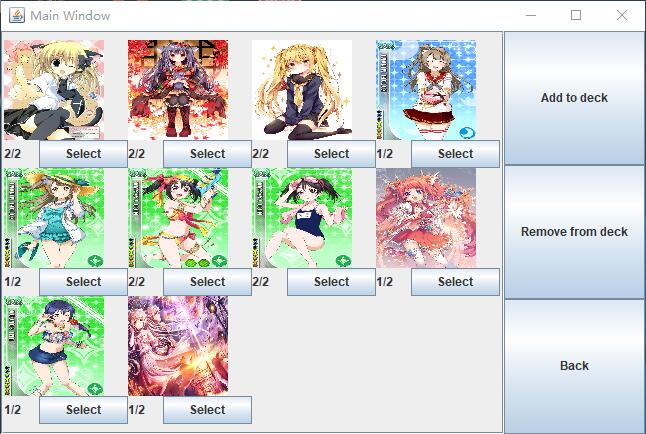 Main Window
2/2 Select 2/2 Select 2/2 Select 1/2 Select
1/2 Select 2/2 Select 2/2 Select 1/2 Select
1/2 Select 1/2 Select
Add to deck
Remove from deck
Back